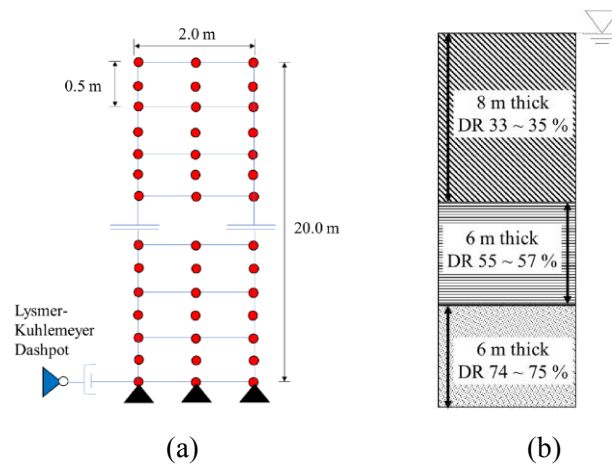 2.0 m
0.5 m
20.0 m
Lysmer-
Kuhlemeyer
Dashpot
(a)
8 m thick
DR 33 ~ 35 %
6 m thick
DR 55 ~ 57 %
6 m thick
DR 74 ~ 75 %
(b)